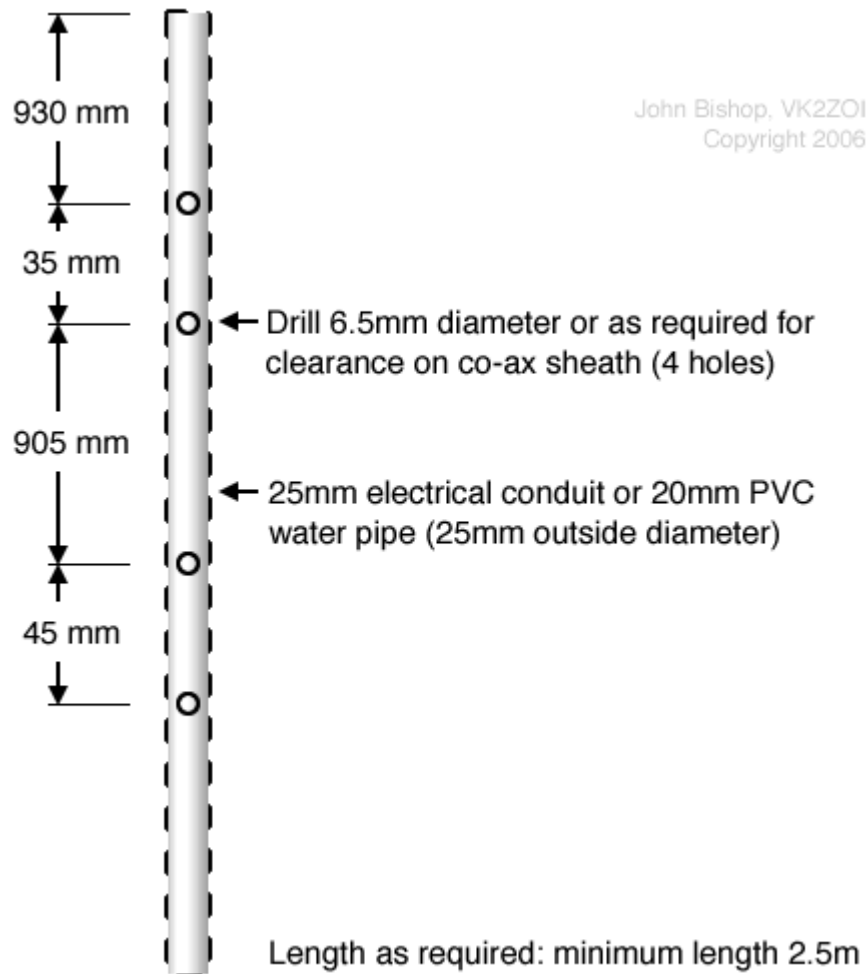 930 mm
John Bishop, VK2ZOI
Copyright 2006
35 mm
Drill 6.5mm diameter or as required for
clearance on co-ax sheath (4 holes)
905 mm
25mm electrical conduit or 20mm PVC
water pipe (25mm outside diameter)
45 mm
Length as required: minimum length 2.5m